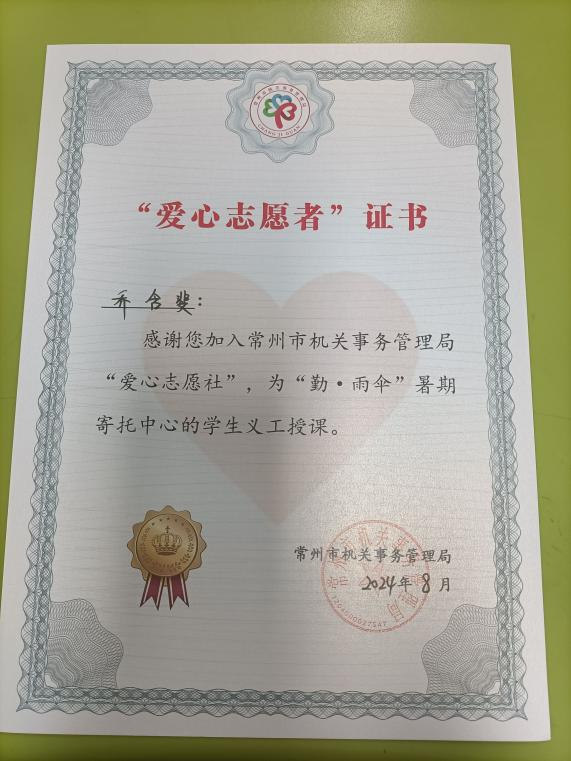 CHANG JI GUAN
“爱心志愿者”证书
乔含斐：
感谢您加入常州市机关事务管理局
“爱心志愿社”，为“勤·雨伞”暑期
寄托中心的学生义工授课。
常州市机关事务管理局
2024年8月